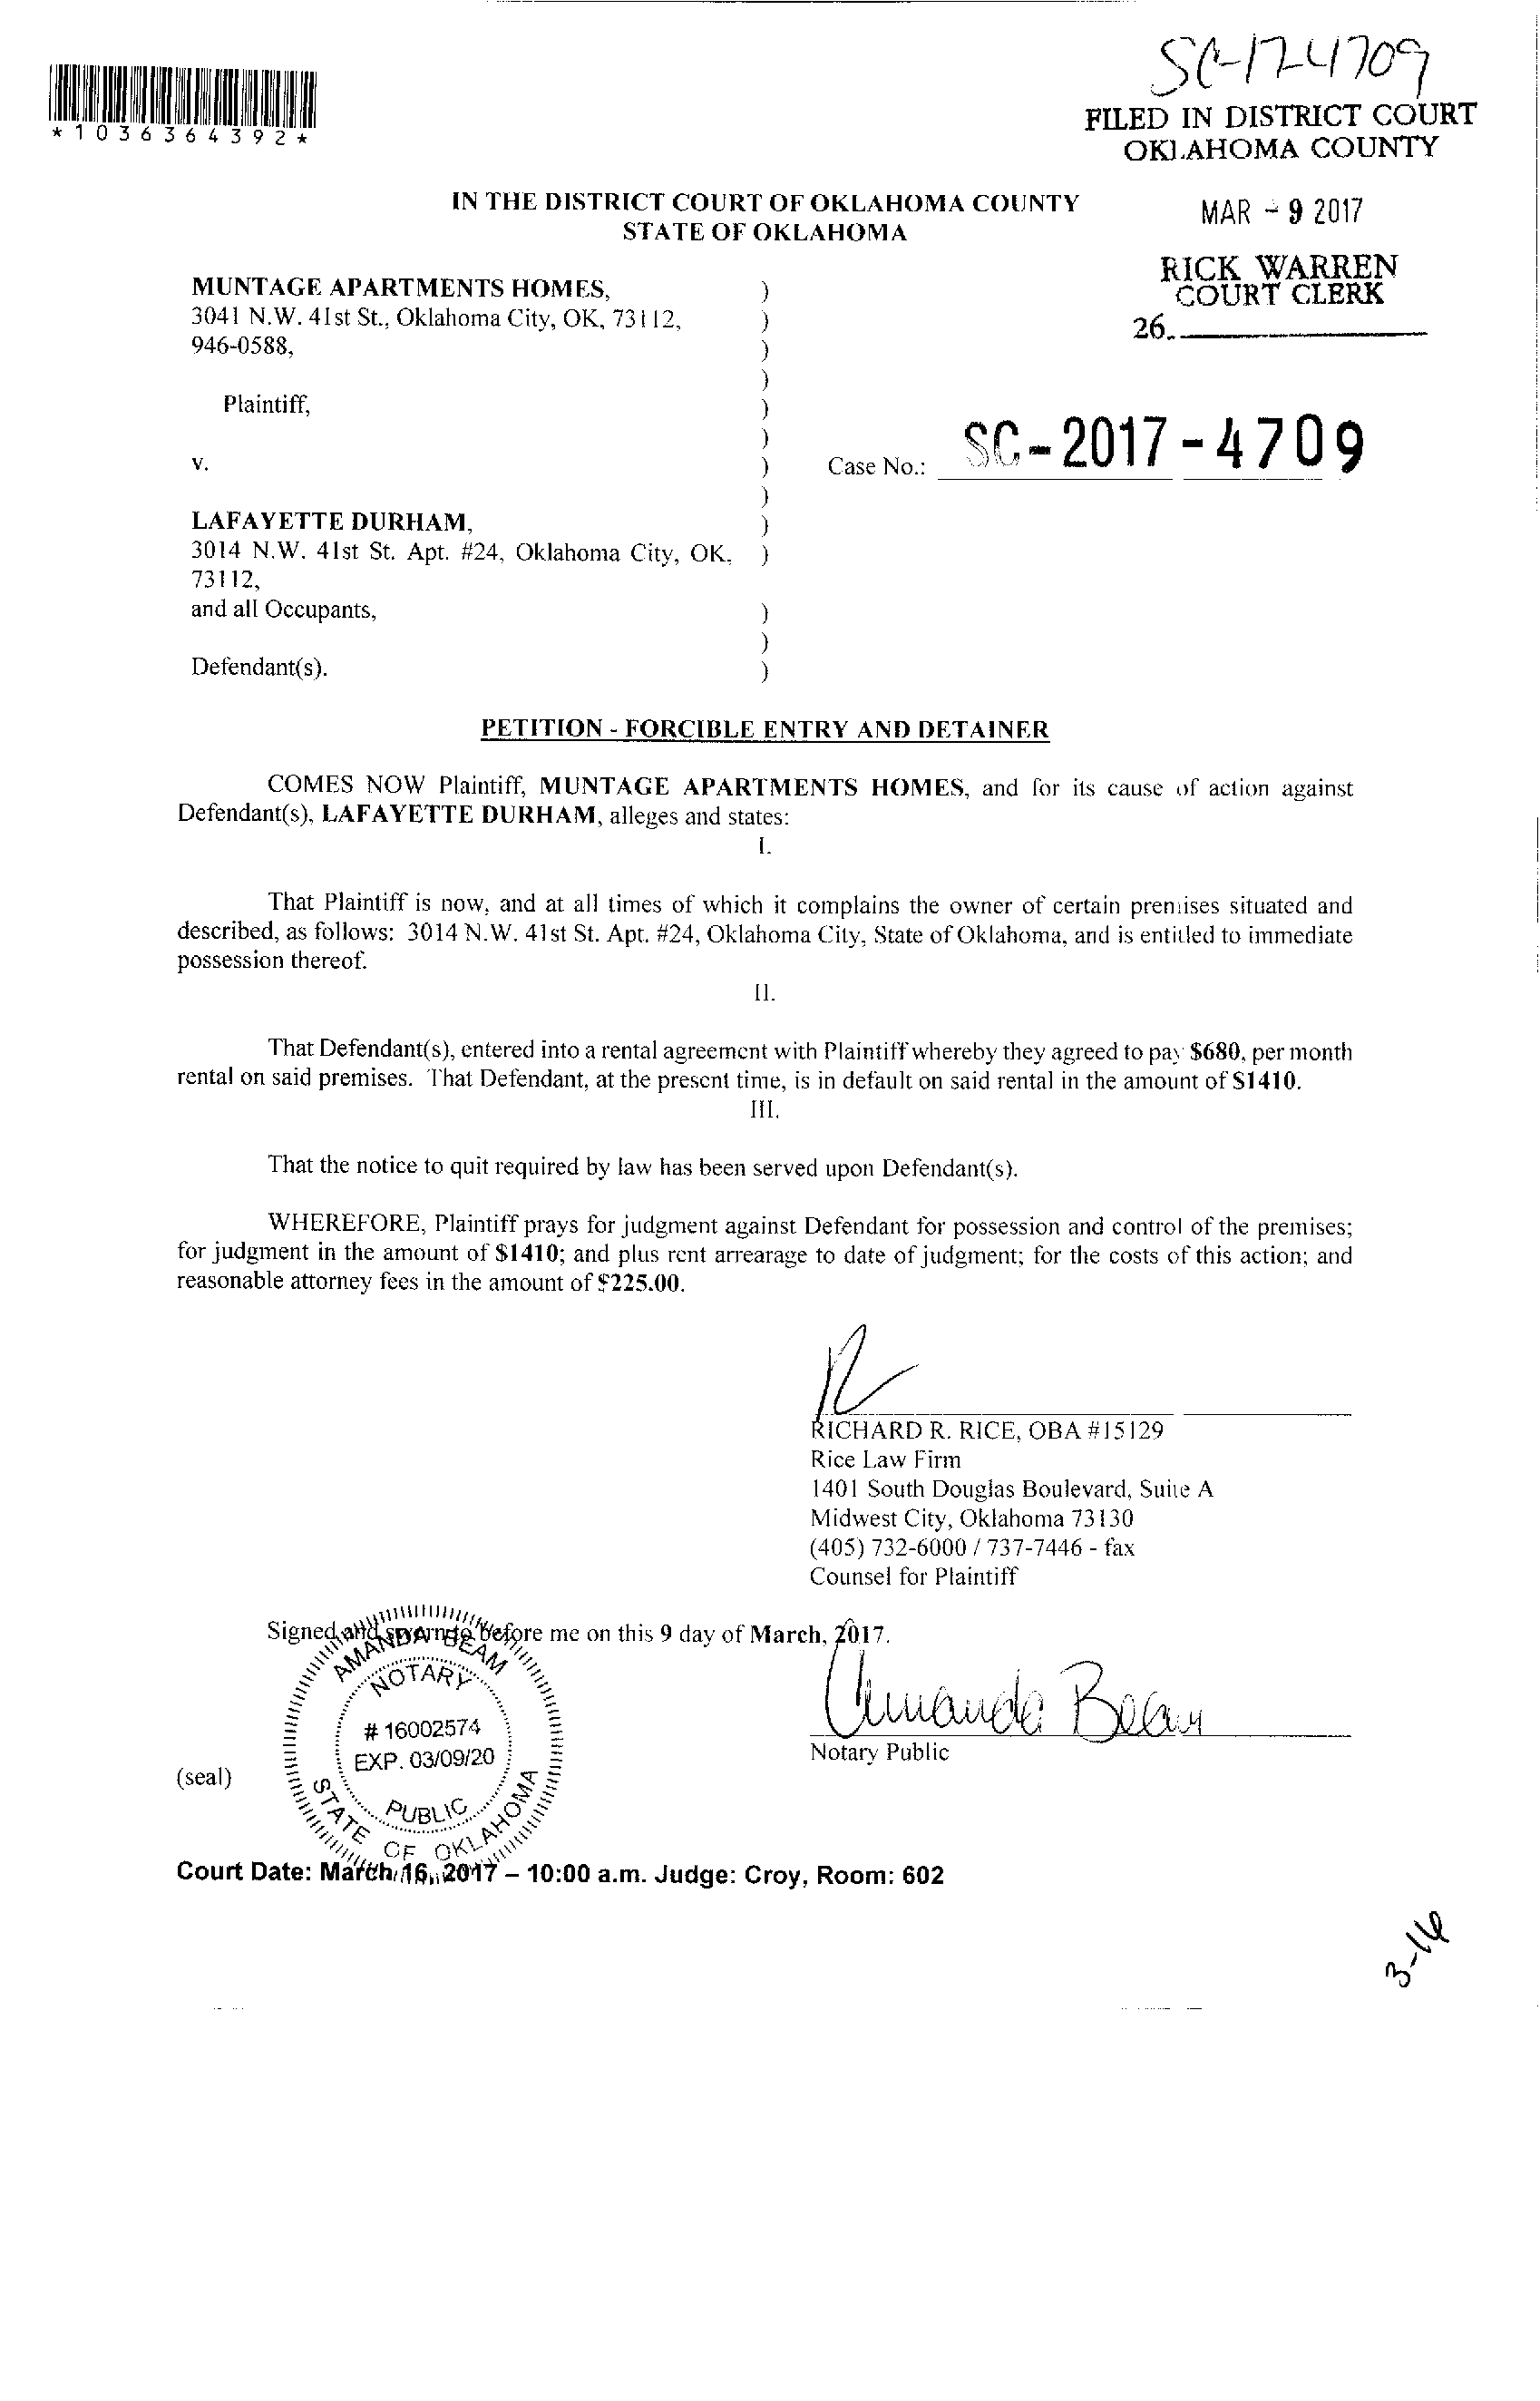 SC-17-4709
*1036364392*
FILED IN DISTRICT COURT
OKLAHOMA COUNTY
IN THE DISTRICT COURT OF OKLAHOMA COUNTY
STATE OF OKLAHOMA
MAR - 9 2017
RICK WARREN
COURT CLERK
26.
MUNTAGE APARTMENTS HOMES, )
3041 N.W. 41st St., Oklahoma City, OK, 73112, )
946-0588, )
)
Plaintiff, )
)
v. ) Case No.: SC-2017-4709
)
LAFAYETTE DURHAM, )
3014 N.W. 41st St. Apt. #24, Oklahoma City, OK, )
73112,
and all Occupants, )
)
Defendant(s). )
PETITION - FORCIBLE ENTRY AND DETAINER
COMES NOW Plaintiff, MUNTAGE APARTMENTS HOMES, and for its cause of action against
Defendant(s), LAFAYETTE DURHAM, alleges and states:
I.
That Plaintiff is now, and at all times of which it complains the owner of certain premises situated and
described, as follows: 3014 N.W. 41st St. Apt. #24, Oklahoma City, State of Oklahoma, and is entitled to immediate
possession thereof.
II.
That Defendant(s), entered into a rental agreement with Plaintiff whereby they agreed to pay $680, per month
rental on said premises. That Defendant, at the present time, is in default on said rental in the amount of $1410.
III.
That the notice to quit required by law has been served upon Defendant(s).
WHEREFORE, Plaintiff prays for judgment against Defendant for possession and control of the premises;
for judgment in the amount of $1410; and plus rent arrearage to date of judgment; for the costs of this action; and
reasonable attorney fees in the amount of $225.00.
RICHARD R. RICE, OBA #15129
Rice Law Firm
1401 South Douglas Boulevard, Suite A
Midwest City, Oklahoma 73130
(405) 732-6000 / 737-7446 - fax
Counsel for Plaintiff
Signed and sworn to before me on this 9 day of March, 2017.
Amanda Beam
Notary Public
AMANDA BEAM
NOTARY
# 16002574
EXP. 03/09/20
PUBLIC
STATE OF OKLAHOMA
(seal)
Court Date: March 16, 2017 – 10:00 a.m. Judge: Croy, Room: 602
3-16